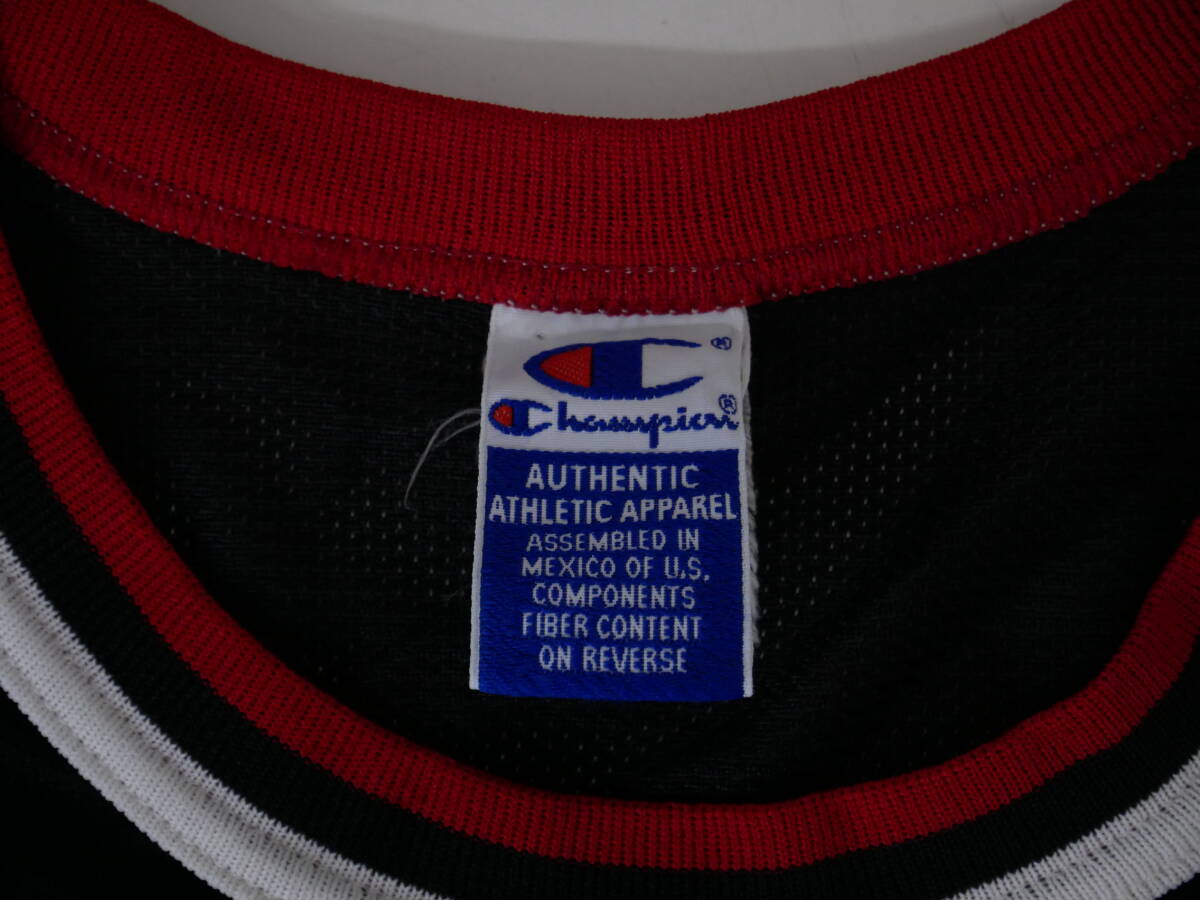 ®
Champion®
AUTHENTIC
ATHLETIC APPAREL
ASSEMBLED IN
MEXICO OF U.S.
COMPONENTS
FIBER CONTENT
ON REVERSE